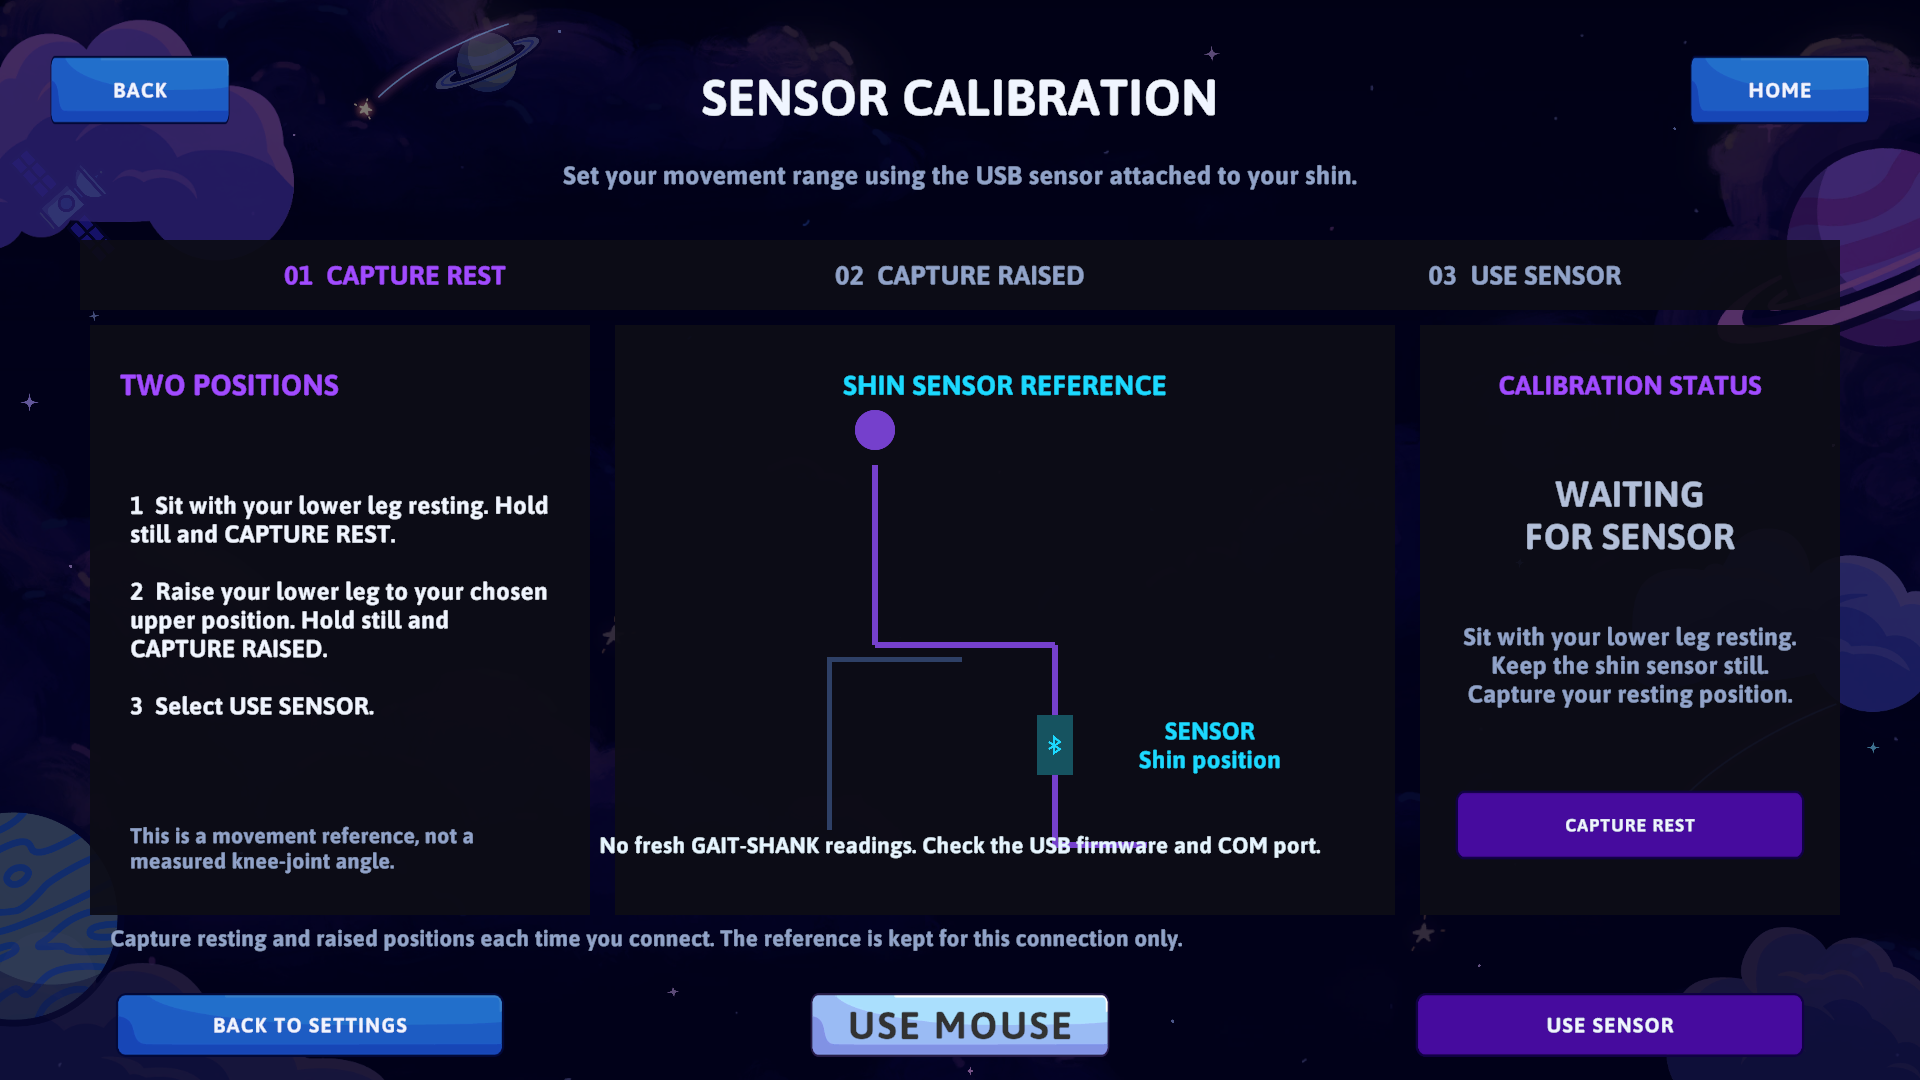 BACK
SENSOR CALIBRATION
HOME
Set your movement range using the USB sensor attached to your shin.
01 CAPTURE REST
02 CAPTURE RAISED
03 USE SENSOR
TWO POSITIONS
1 Sit with your lower leg resting. Hold
still and CAPTURE REST.
2 Raise your lower leg to your chosen
upper position. Hold still and
CAPTURE RAISED.
3 Select USE SENSOR.
This is a movement reference, not a
measured knee-joint angle.
SHIN SENSOR REFERENCE
SENSOR
Shin position
No fresh GAIT-SHANK readings. Check the USB firmware and COM port.
CALIBRATION STATUS
WAITING
FOR SENSOR
Sit with your lower leg resting.
Keep the shin sensor still.
Capture your resting position.
CAPTURE REST
Capture resting and raised positions each time you connect. The reference is kept for this connection only.
BACK TO SETTINGS
USE MOUSE
USE SENSOR